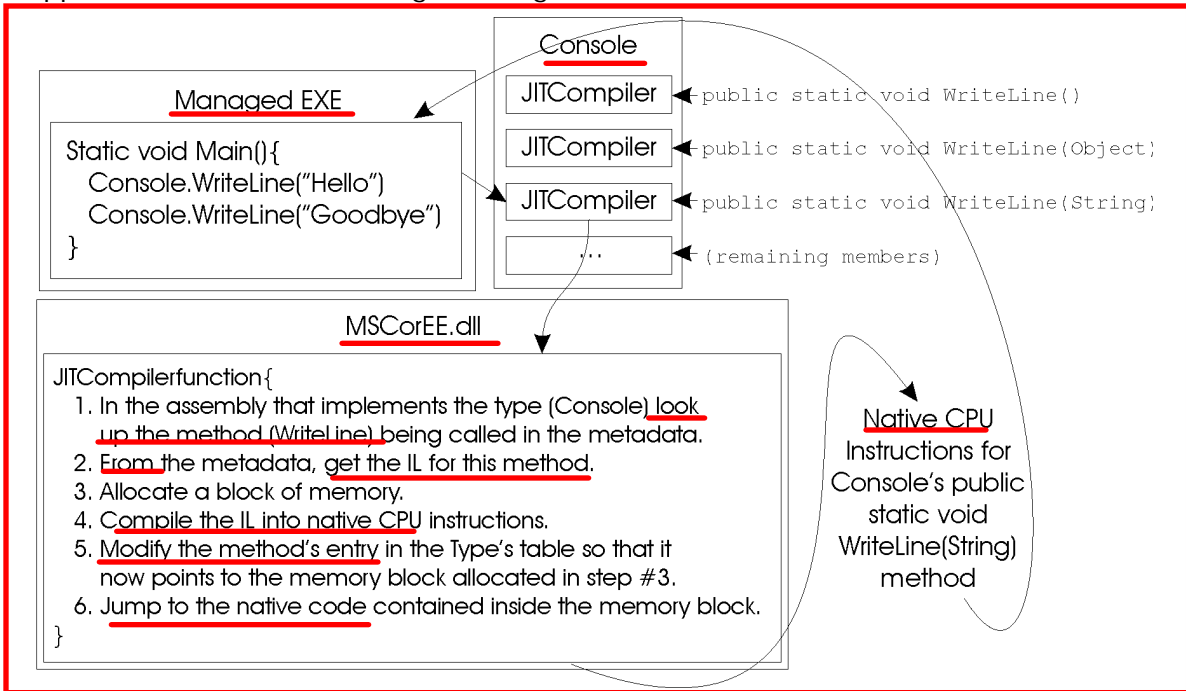 Console
Managed EXE
Static void Main(){
Console.WriteLine("Hello")
Console.WriteLine("Goodbye")
}
JITCompiler
public static void WriteLine()
JITCompiler
public static void WriteLine(Object)
JITCompiler
public static void WriteLine(String)
...
(remaining members)
MSCorEE.dll
JITCompilerfunction{
1. In the assembly that implements the type (Console) look
up the method (WriteLine) being called in the metadata.
2. From the metadata, get the IL for this method.
3. Allocate a block of memory.
4. Compile the IL into native CPU instructions.
5. Modify the method's entry in the Type's table so that it
now points to the memory block allocated in step #3.
6. Jump to the native code contained inside the memory block.
}
Native CPU
Instructions for
Console's public
static void
WriteLine(String)
method